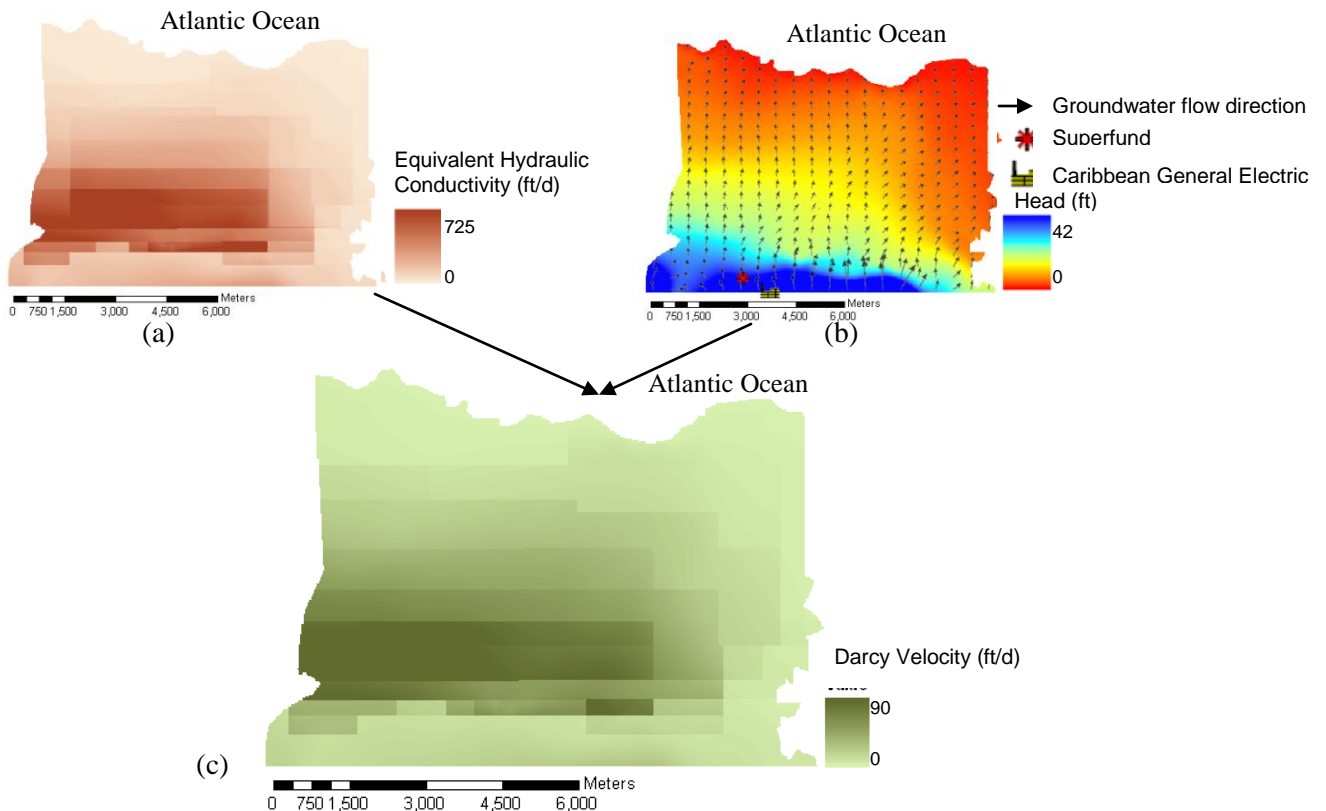 Atlantic Ocean
Equivalent Hydraulic
Conductivity (ft/d)
725
0
Meters
0 750 1,500 3,000 4,500 6,000
(a)
Atlantic Ocean
Groundwater flow direction
Superfund
Caribbean General Electric
Head (ft)
42
0
Meters
0 750 1,500 3,000 4,500 6,000
(b)
Atlantic Ocean
Darcy Velocity (ft/d)
90
0
(c)
Meters
0 750 1,500 3,000 4,500 6,000